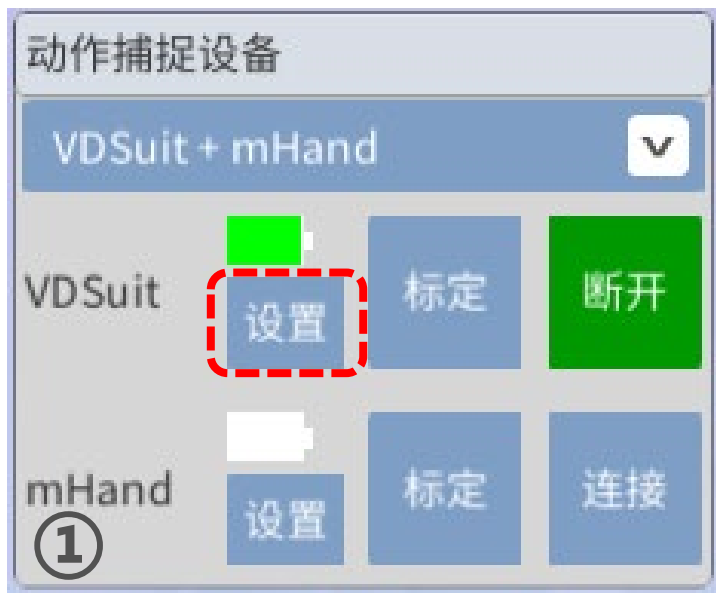 动作捕捉设备
VDSuit + mHand
VDSuit
设置
标定
断开
mHand
设置
标定
连接
①